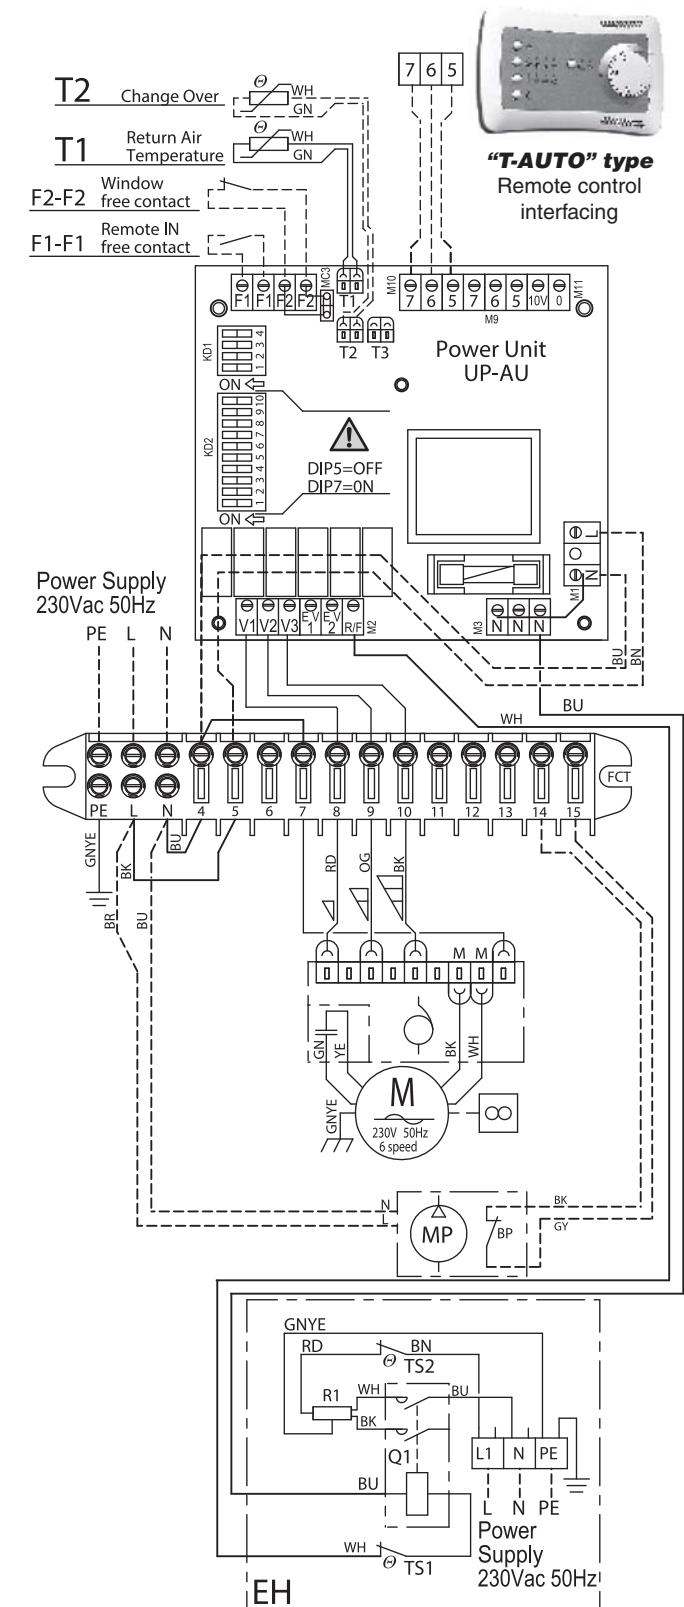 7 6 5
T2 Change Over
WH
GN
T1 Return Air
Temperature
WH
GN
"T-AUTO" type
Remote control
interfacing
F2-F2 Window
free contact
F1-F1 Remote IN
free contact
F1 F1 F2 F2
MC3
T1
M10
7 6 5 7 6 5 10V 0
M11
M9
T2 T3
Power Unit
UP-AU
KD1
1 2 3 4
ON
KD2
1 2 3 4 5 6 7 8 9 10
DIP5=OFF
DIP7=0N
ON
L
N
M1
Power Supply
230Vac 50Hz
PE L N
V1 V2 V3 EV1 EV2 R/F
M2
M3
N N N
BU
BN
BU
WH
FCT
PE L N 4 5 6 7 8 9 10 11 12 13 14 15
GNYE
BR
BK
BU
BU
RD
OG
BK
M M
GN
YE
BK
WH
GNYE
M
230V 50Hz
6 speed
N
L
MP
BP
BK
GY
GNYE
RD
BN
Θ TS2
R1
WH
BK
BU
Q1
L1 N PE
BU
L N PE
Power
Supply
230Vac 50Hz
WH
Θ TS1
EH